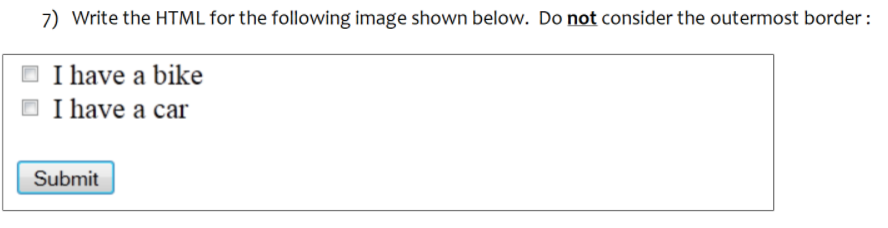 7) Write the HTML for the following image shown below. Do not consider the outermost border :
I have a bike
I have a car
Submit